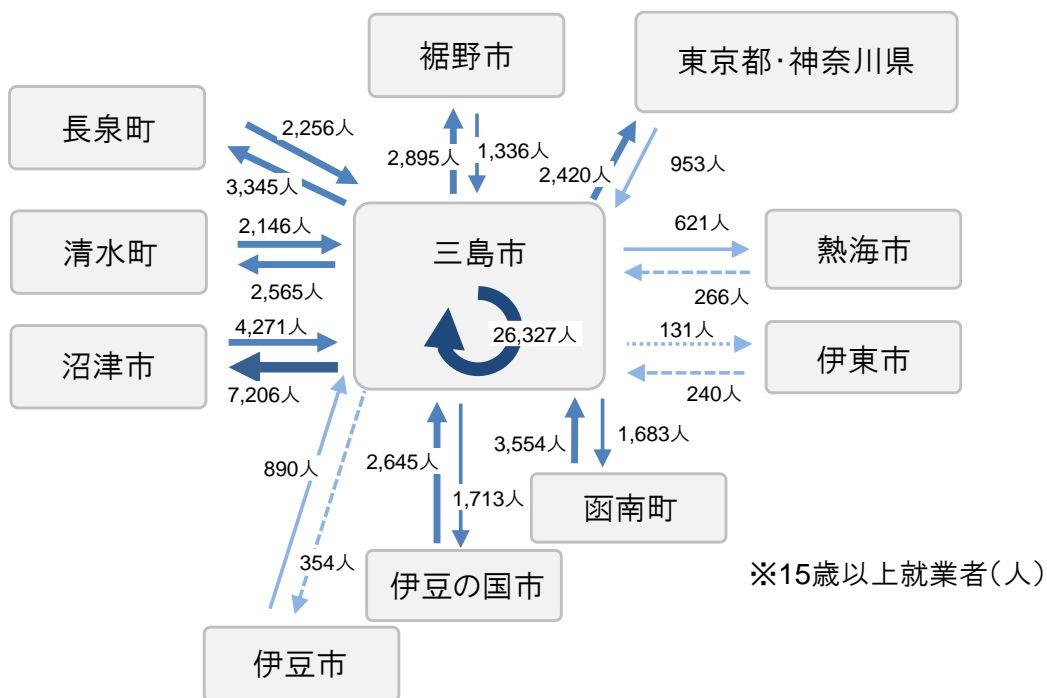 裾野市
東京都・神奈川県
長泉町
2,256人
2,895人
1,336人
2,420人
953人
3,345人
清水町
2,146人
2,565人
三島市
26,327人
621人
266人
熱海市
沼津市
4,271人
7,206人
131人
240人
伊東市
890人
354人
2,645人
1,713人
3,554人
1,683人
函南町
伊豆の国市
伊豆市
※15歳以上就業者(人)